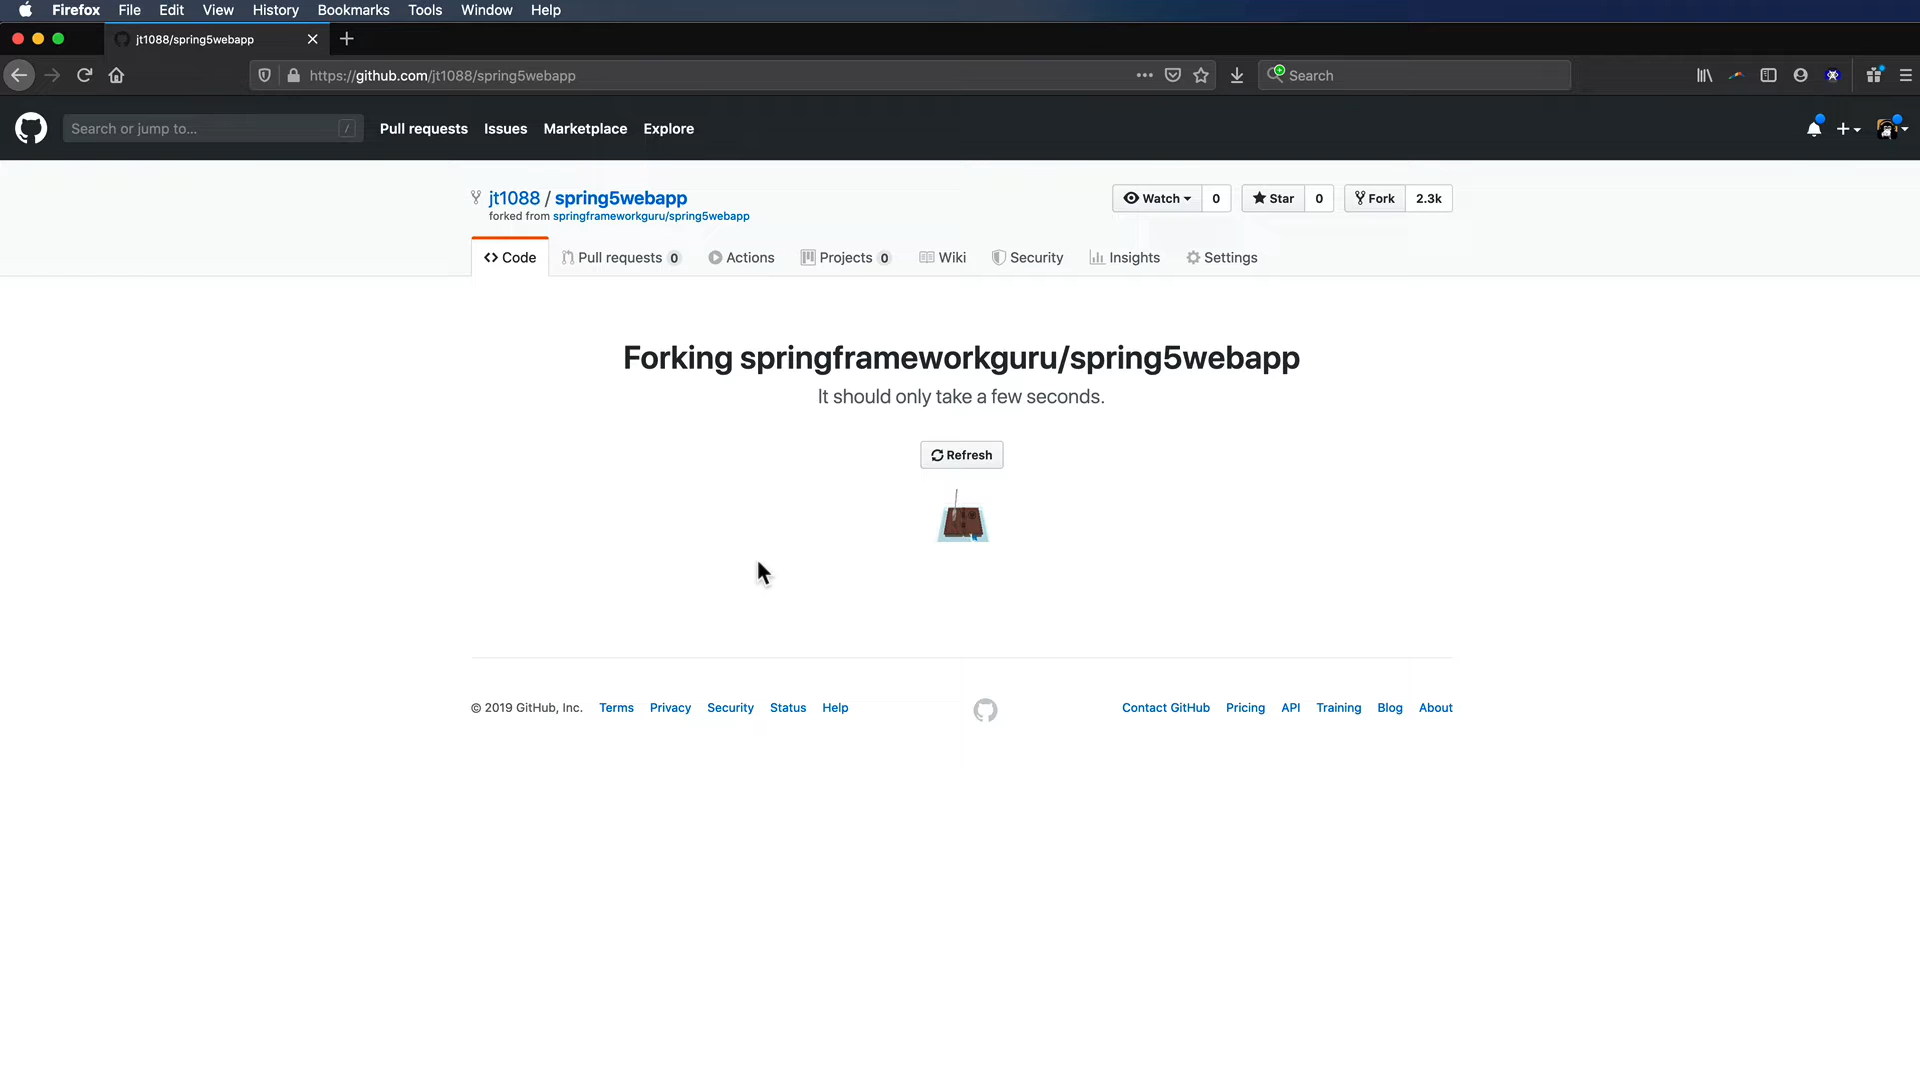 Firefox File Edit View History Bookmarks Tools Window Help
jt1088/spring5webapp
https://github.com/jt1088/spring5webapp Search
Search or jump to... / Pull requests Issues Marketplace Explore
jt1088 / spring5webapp Watch 0 Star 0 Fork 2.3k
forked from springframeworkguru/spring5webapp
Code Pull requests 0 Actions Projects 0 Wiki Security Insights Settings
Forking springframeworkguru/spring5webapp
It should only take a few seconds.
Refresh
© 2019 GitHub, Inc. Terms Privacy Security Status Help Contact GitHub Pricing API Training Blog About